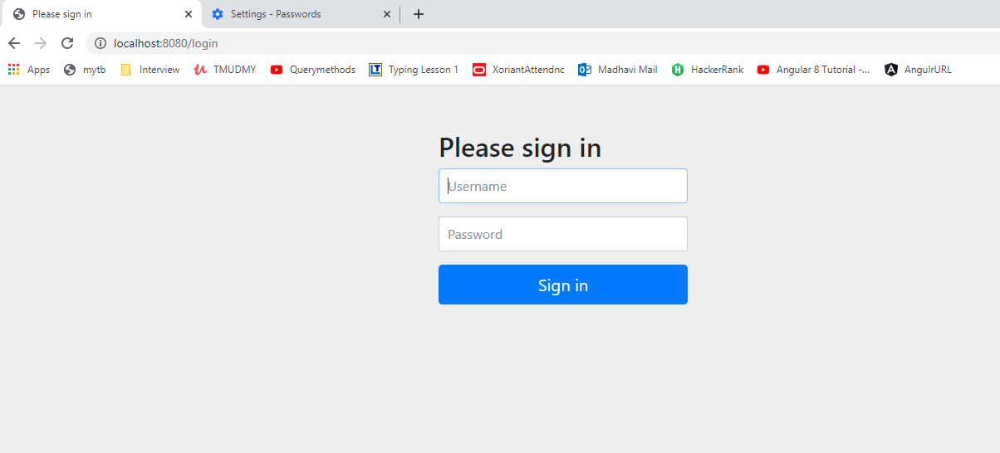 Please sign in
Settings - Passwords
localhost:8080/login
Apps mytb Interview TMUDMY Querymethods LT Typing Lesson 1 XoriantAttendnc Madhavi Mail HackerRank Angular 8 Tutorial -... AngulrURL
Please sign in
Username
Password
Sign in